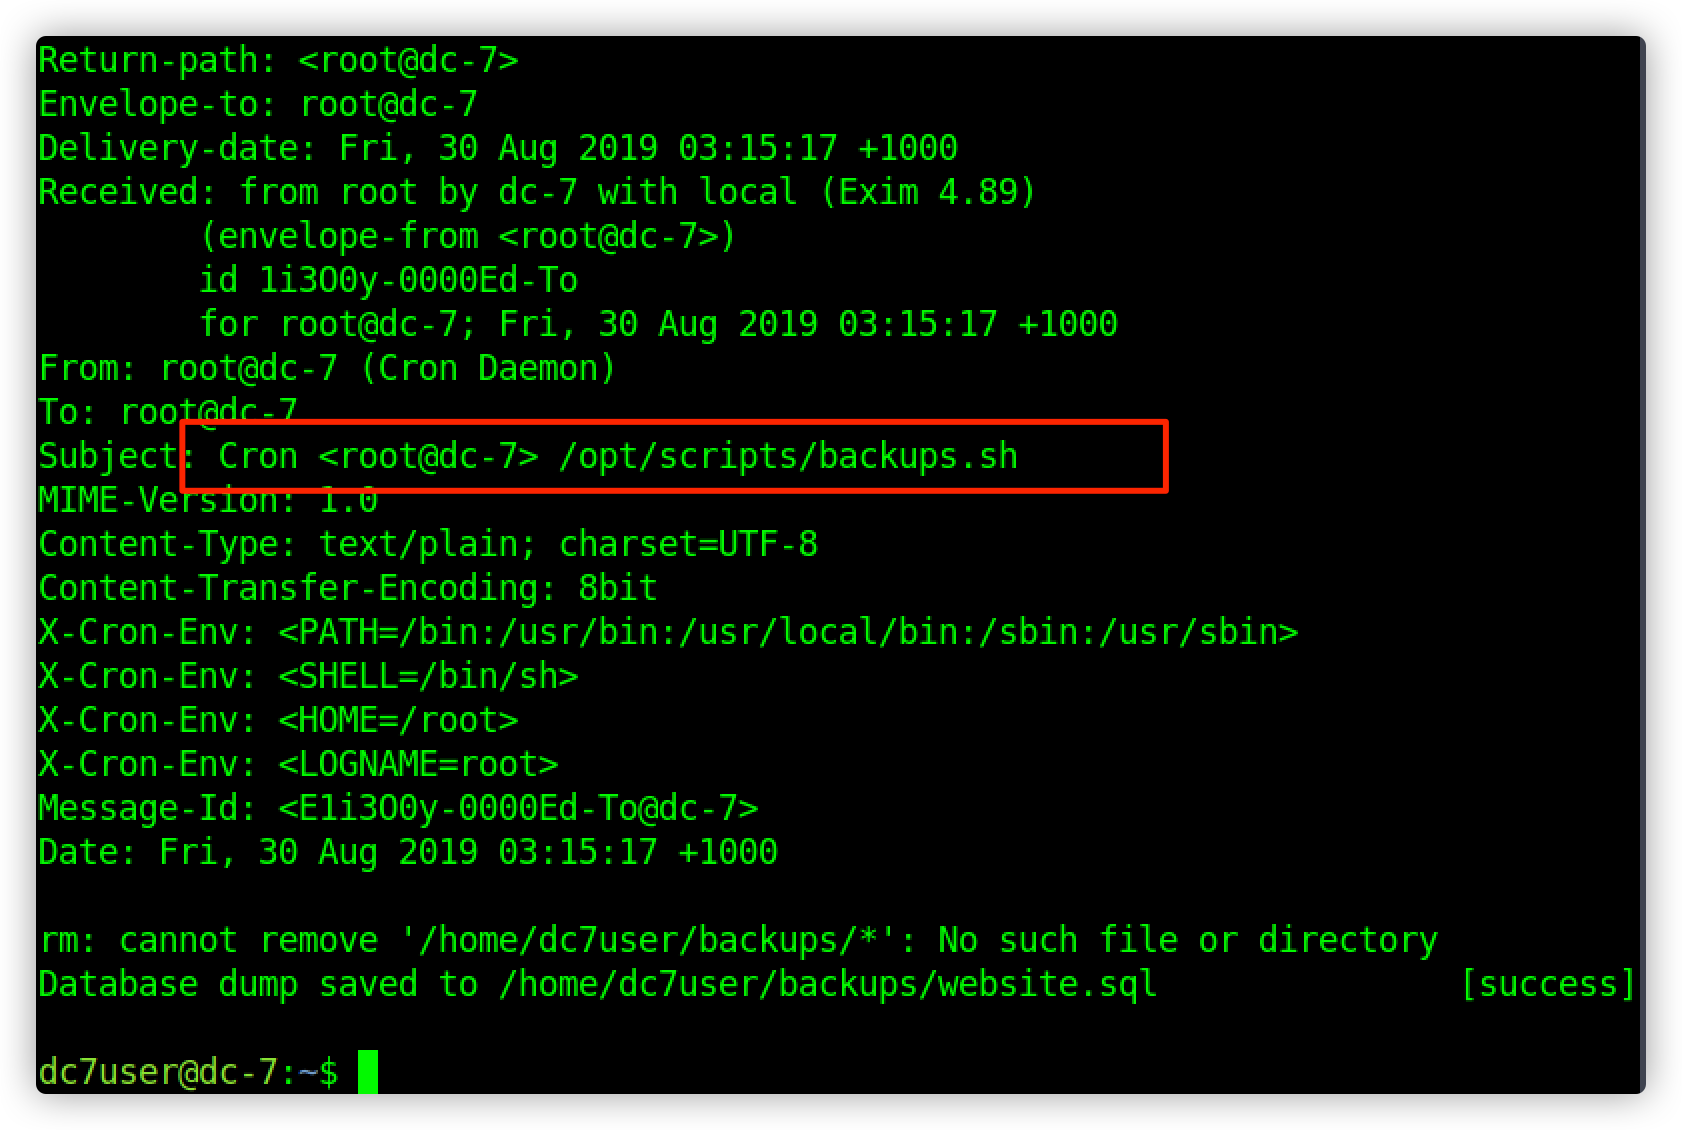 Return-path: <root@dc-7>
Envelope-to: root@dc-7
Delivery-date: Fri, 30 Aug 2019 03:15:17 +1000
Received: from root by dc-7 with local (Exim 4.89)
        (envelope-from <root@dc-7>)
        id 1i3O0y-0000Ed-To
        for root@dc-7; Fri, 30 Aug 2019 03:15:17 +1000
From: root@dc-7 (Cron Daemon)
To: root@dc-7
Subject: Cron <root@dc-7> /opt/scripts/backups.sh
MIME-Version: 1.0
Content-Type: text/plain; charset=UTF-8
Content-Transfer-Encoding: 8bit
X-Cron-Env: <PATH=/bin:/usr/bin:/usr/local/bin:/sbin:/usr/sbin>
X-Cron-Env: <SHELL=/bin/sh>
X-Cron-Env: <HOME=/root>
X-Cron-Env: <LOGNAME=root>
Message-Id: <E1i3O0y-0000Ed-To@dc-7>
Date: Fri, 30 Aug 2019 03:15:17 +1000

rm: cannot remove '/home/dc7user/backups/*': No such file or directory
Database dump saved to /home/dc7user/backups/website.sql               [success]

dc7user@dc-7:~$